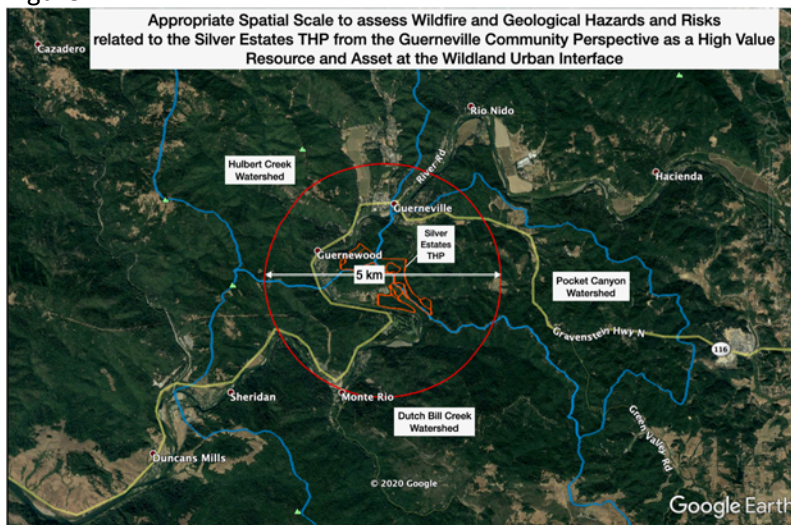 Appropriate Spatial Scale to assess Wildfire and Geological Hazards and Risks
related to the Silver Estates THP from the Guerneville Community Perspective as a High Value
Resource and Asset at the Wildland Urban Interface
Cazadero
Rio Nido
River Rd
Hulbert Creek
Watershed
Hacienda
Guerneville
Silver
Estates
THP
Guernewood
5 km
Pocket Canyon
Watershed
Gravenstein Hwy N
116
Sheridan
Monte Rio
Dutch Bill Creek
Watershed
Green Valley Rd
Duncans Mills
© 2020 Google
Google Earth